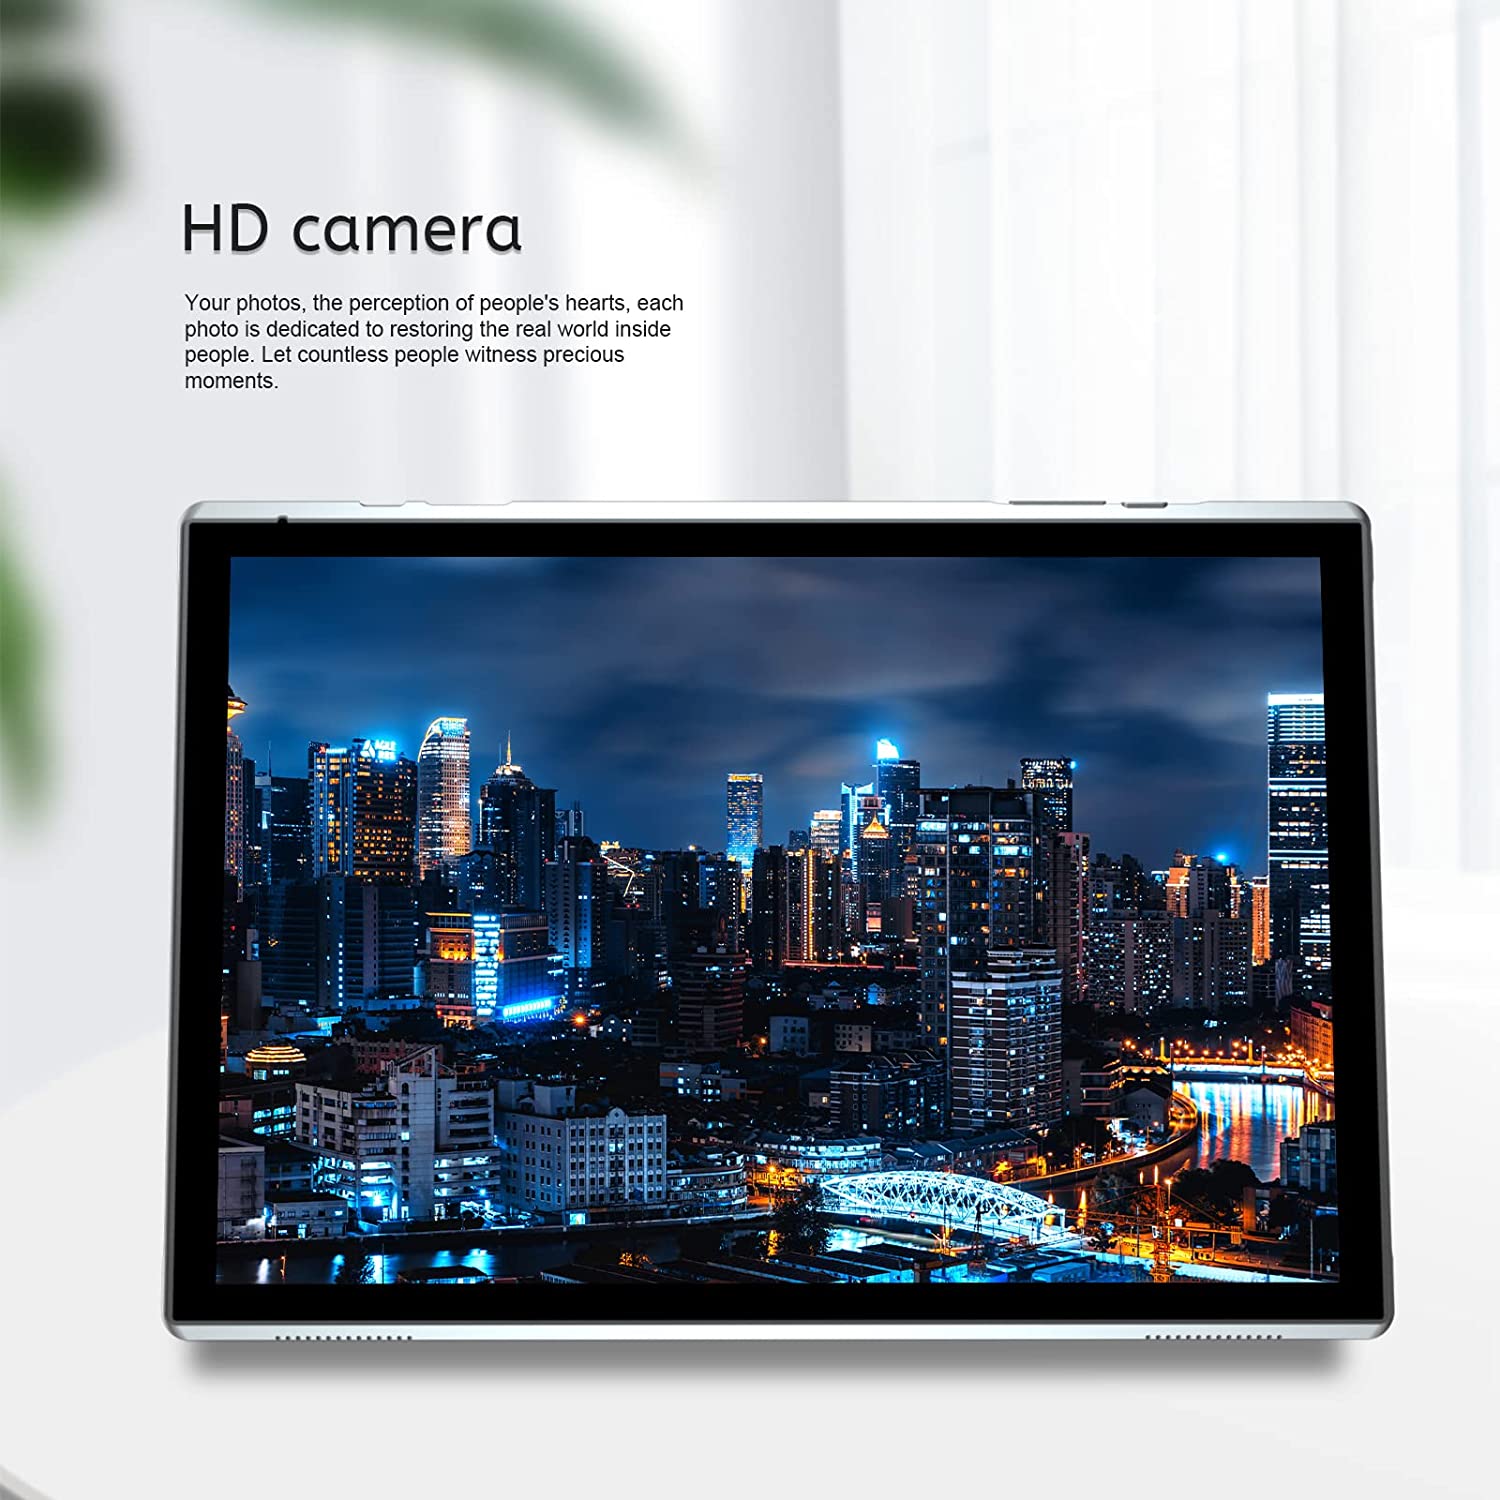 HD camera
Your photos, the perception of people's hearts, each
photo is dedicated to restoring the real world inside
people. Let countless people witness precious
moments.